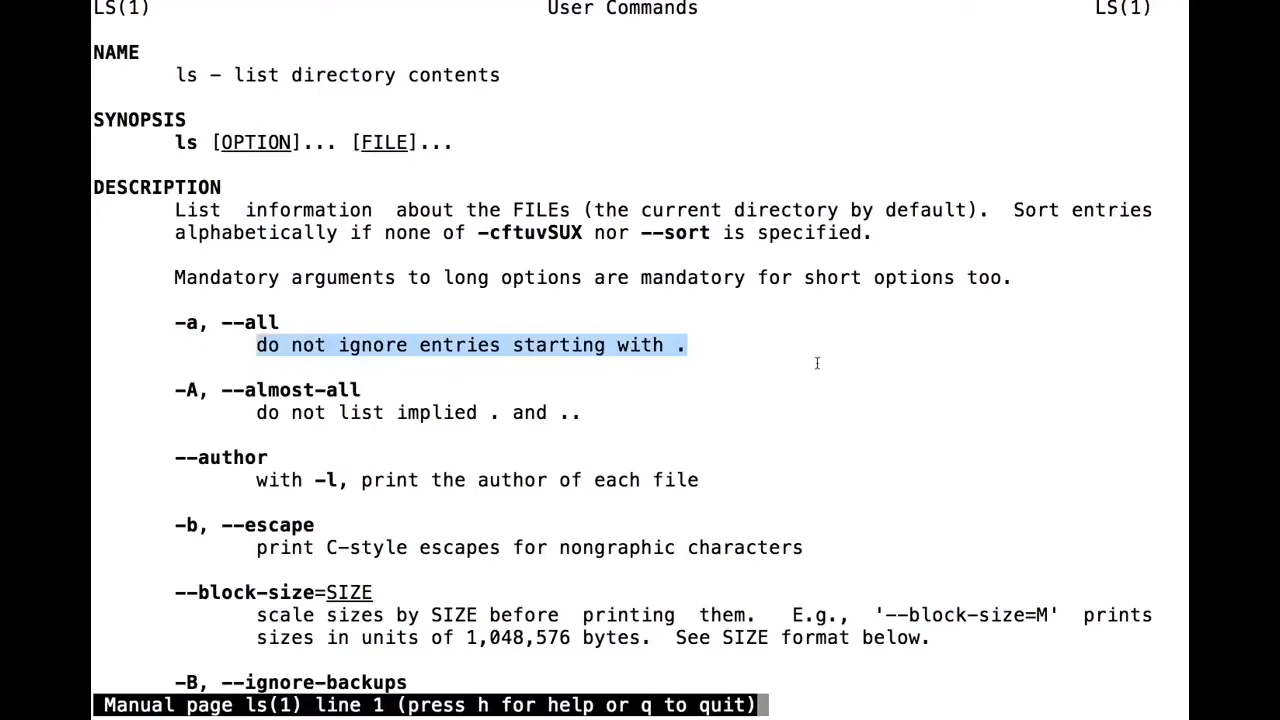 LS(1) User Commands LS(1)
NAME
ls – list directory contents
SYNOPSIS
ls [OPTION]... [FILE]...
DESCRIPTION
List information about the FILEs (the current directory by default). Sort entries
alphabetically if none of -cftuvSUX nor --sort is specified.
Mandatory arguments to long options are mandatory for short options too.
-a, --all
do not ignore entries starting with .
-A, --almost-all
do not list implied . and ..
--author
with -l, print the author of each file
-b, --escape
print C-style escapes for nongraphic characters
--block-size=SIZE
scale sizes by SIZE before printing them. E.g., '--block-size=M' prints
sizes in units of 1,048,576 bytes. See SIZE format below.
-B, --ignore-backups
Manual page ls(1) line 1 (press h for help or q to quit)